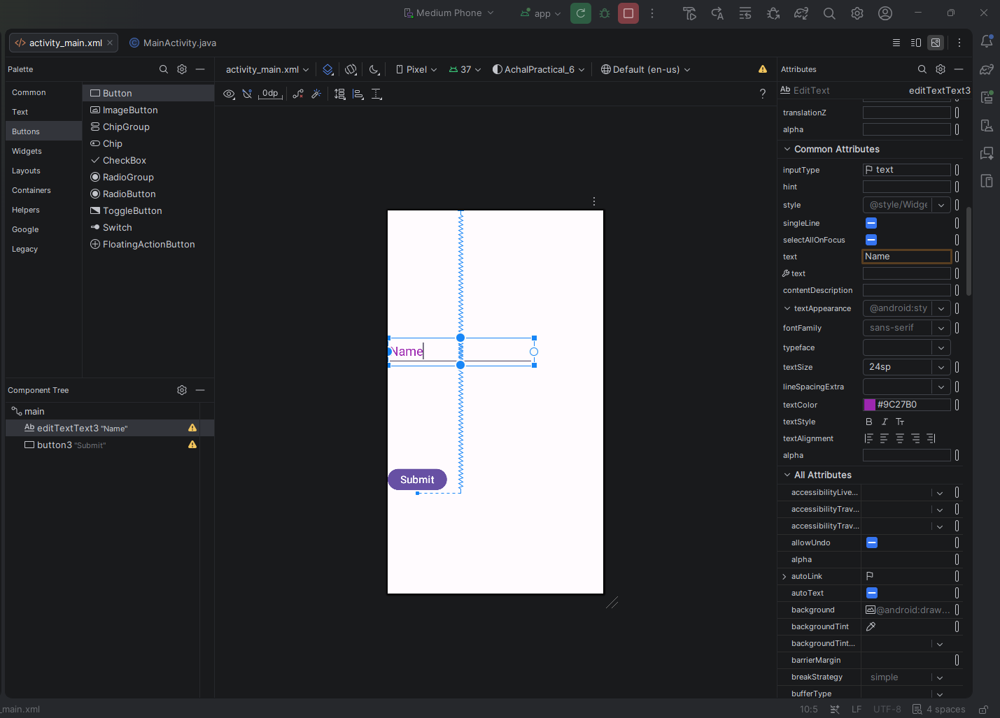 Medium Phone
app
activity_main.xml
MainActivity.java
Palette
Common
Text
Buttons
Widgets
Layouts
Containers
Helpers
Google
Legacy
Button
ImageButton
ChipGroup
Chip
CheckBox
RadioGroup
RadioButton
ToggleButton
Switch
FloatingActionButton
Component Tree
main
Ab editTextText3 "Name"
button3 "Submit"
activity_main.xml
Pixel
37
AchalPractical_6
Default (en-us)
0dp
?
Name
Submit
Attributes
Ab EditText editTextText3
translationZ
alpha
Common Attributes
inputType text
hint
style @style/Widge
singleLine
selectAllOnFocus
text Name
text
contentDescription
textAppearance @android:sty
fontFamily sans-serif
typeface
textSize 24sp
lineSpacingExtra
textColor #9C27B0
textStyle B I Tt
textAlignment
alpha
All Attributes
accessibilityLive...
accessibilityTrav...
accessibilityTrav...
allowUndo
alpha
autoLink
autoText
background @android:draw...
backgroundTint
backgroundTint...
barrierMargin
breakStrategy simple
bufferType
_main.xml
10:5 LF UTF-8 4 spaces